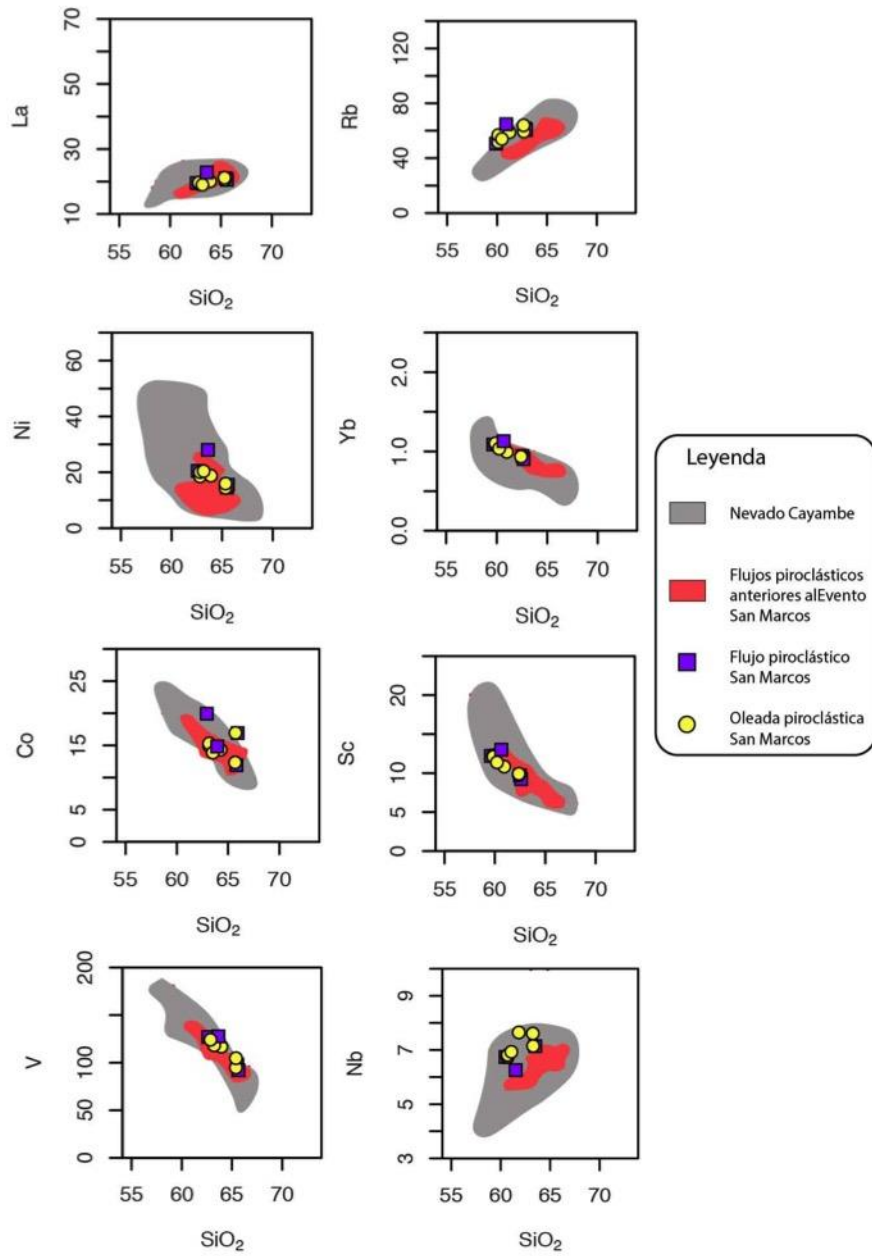 70
50
30
10
La
55 60 65 70
SiO2
120
80
40
0
Rb
55 60 65 70
SiO2
60
40
20
0
Ni
55 60 65 70
SiO2
2.0
1.0
0.0
Yb
55 60 65 70
SiO2
25
15
5
0
Co
55 60 65 70
SiO2
20
10
5
0
Sc
55 60 65 70
SiO2
200
100
50
0
V
55 60 65 70
SiO2
9
7
5
3
Nb
55 60 65 70
SiO2
Leyenda
Nevado Cayambe
Flujos piroclásticos
anteriores alEvento
San Marcos
Flujo piroclástico
San Marcos
Oleada piroclástica
San Marcos